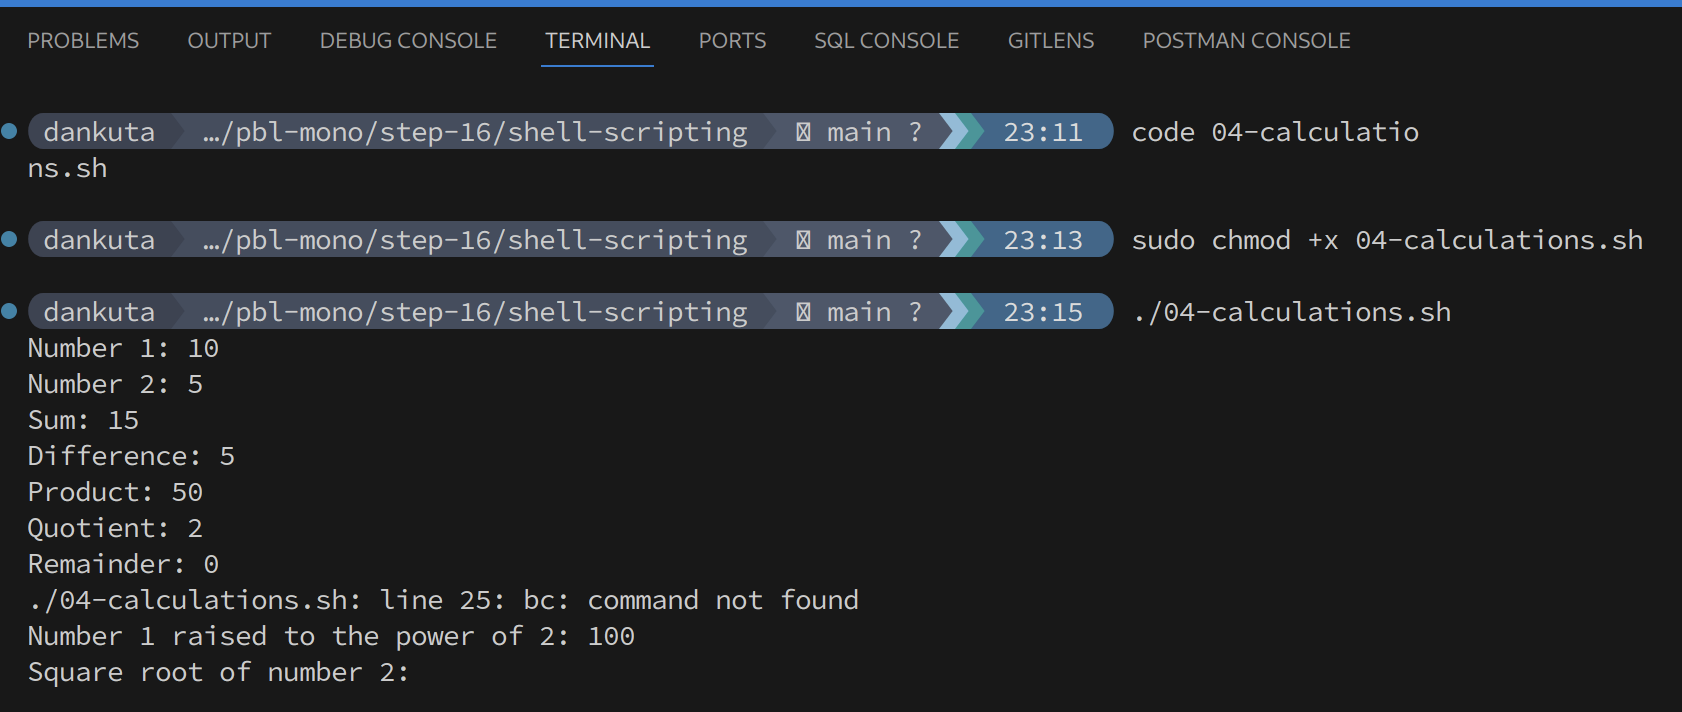 PROBLEMS OUTPUT DEBUG CONSOLE TERMINAL PORTS SQL CONSOLE GITLENS POSTMAN CONSOLE
dankuta …/pbl-mono/step-16/shell-scripting main ? 23:11 code 04-calculatio
ns.sh
dankuta …/pbl-mono/step-16/shell-scripting main ? 23:13 sudo chmod +x 04-calculations.sh
dankuta …/pbl-mono/step-16/shell-scripting main ? 23:15 ./04-calculations.sh
Number 1: 10
Number 2: 5
Sum: 15
Difference: 5
Product: 50
Quotient: 2
Remainder: 0
./04-calculations.sh: line 25: bc: command not found
Number 1 raised to the power of 2: 100
Square root of number 2: